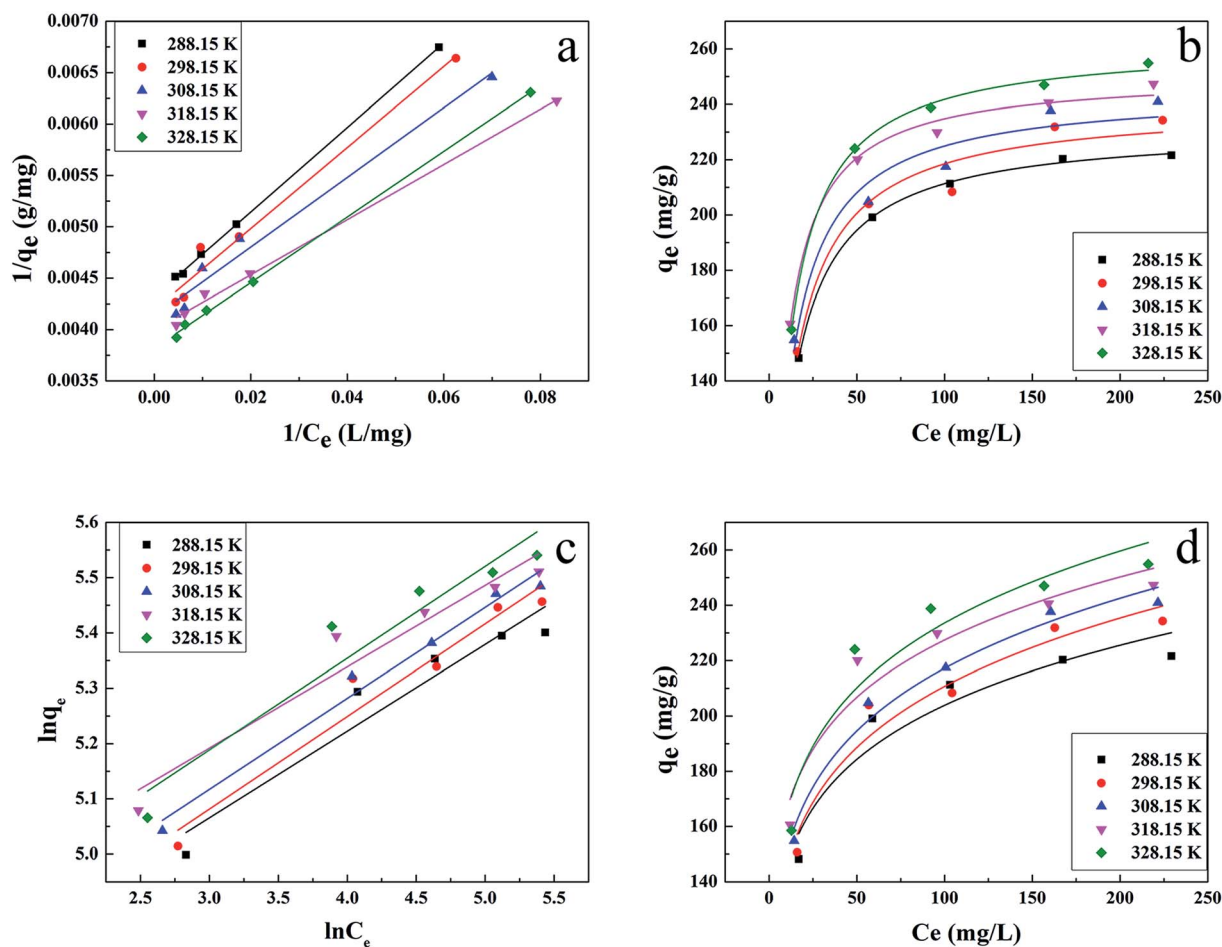 0.0070
0.0065
0.0060
0.0055
0.0050
0.0045
0.0040
0.0035
1/qe (g/mg)
288.15 K
298.15 K
308.15 K
318.15 K
328.15 K
a
0.00 0.02 0.04 0.06 0.08
1/Ce (L/mg)
260
240
220
200
180
160
140
qe (mg/g)
b
288.15 K
298.15 K
308.15 K
318.15 K
328.15 K
0 50 100 150 200 250
Ce (mg/L)
5.6
5.5
5.4
5.3
5.2
5.1
5.0
lnqe
288.15 K
298.15 K
308.15 K
318.15 K
328.15 K
c
2.5 3.0 3.5 4.0 4.5 5.0 5.5
lnCe
260
240
220
200
180
160
140
qe (mg/g)
d
288.15 K
298.15 K
308.15 K
318.15 K
328.15 K
0 50 100 150 200 250
Ce (mg/L)